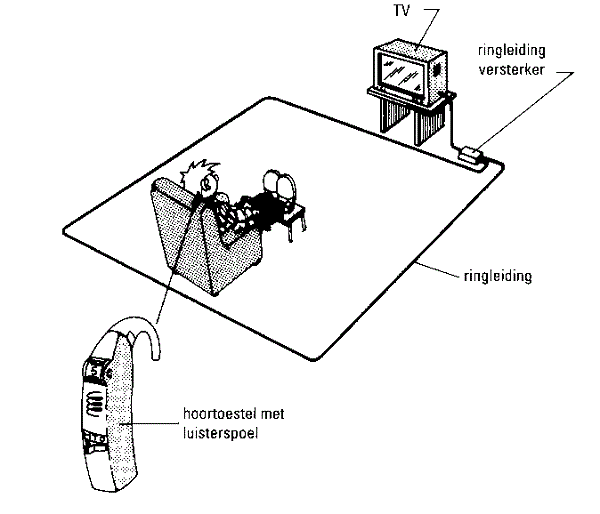 TV
ringleiding
versterker
ringleiding
hoortoestel met
luisterspoel